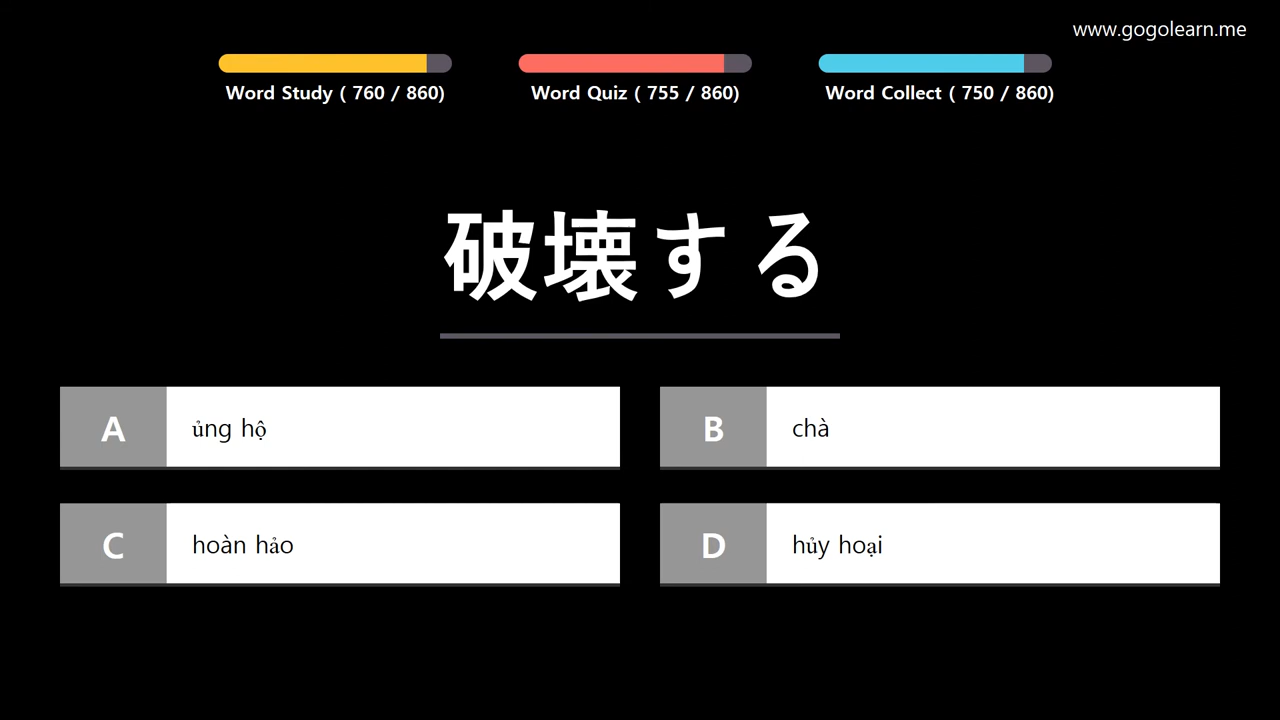 www.gogolearn.me
Word Study ( 760 / 860)
Word Quiz ( 755 / 860)
Word Collect ( 750 / 860)
破壊する
A
ủng hộ
B
chà
C
hoàn hảo
D
hủy hoại